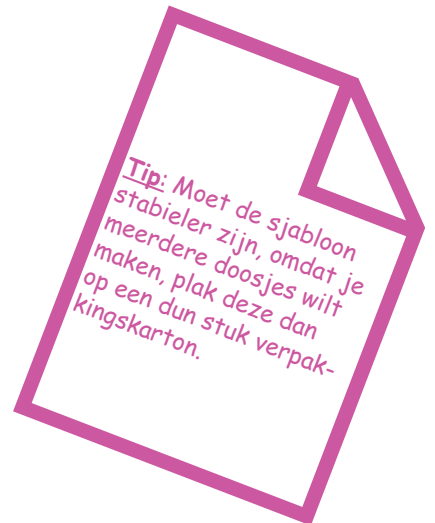 Tip: Moet de sjabloon
stabieler zijn, omdat je
meerdere doosjes wilt
maken, plak deze dan
op een dun stuk verpak-
kingskarton.